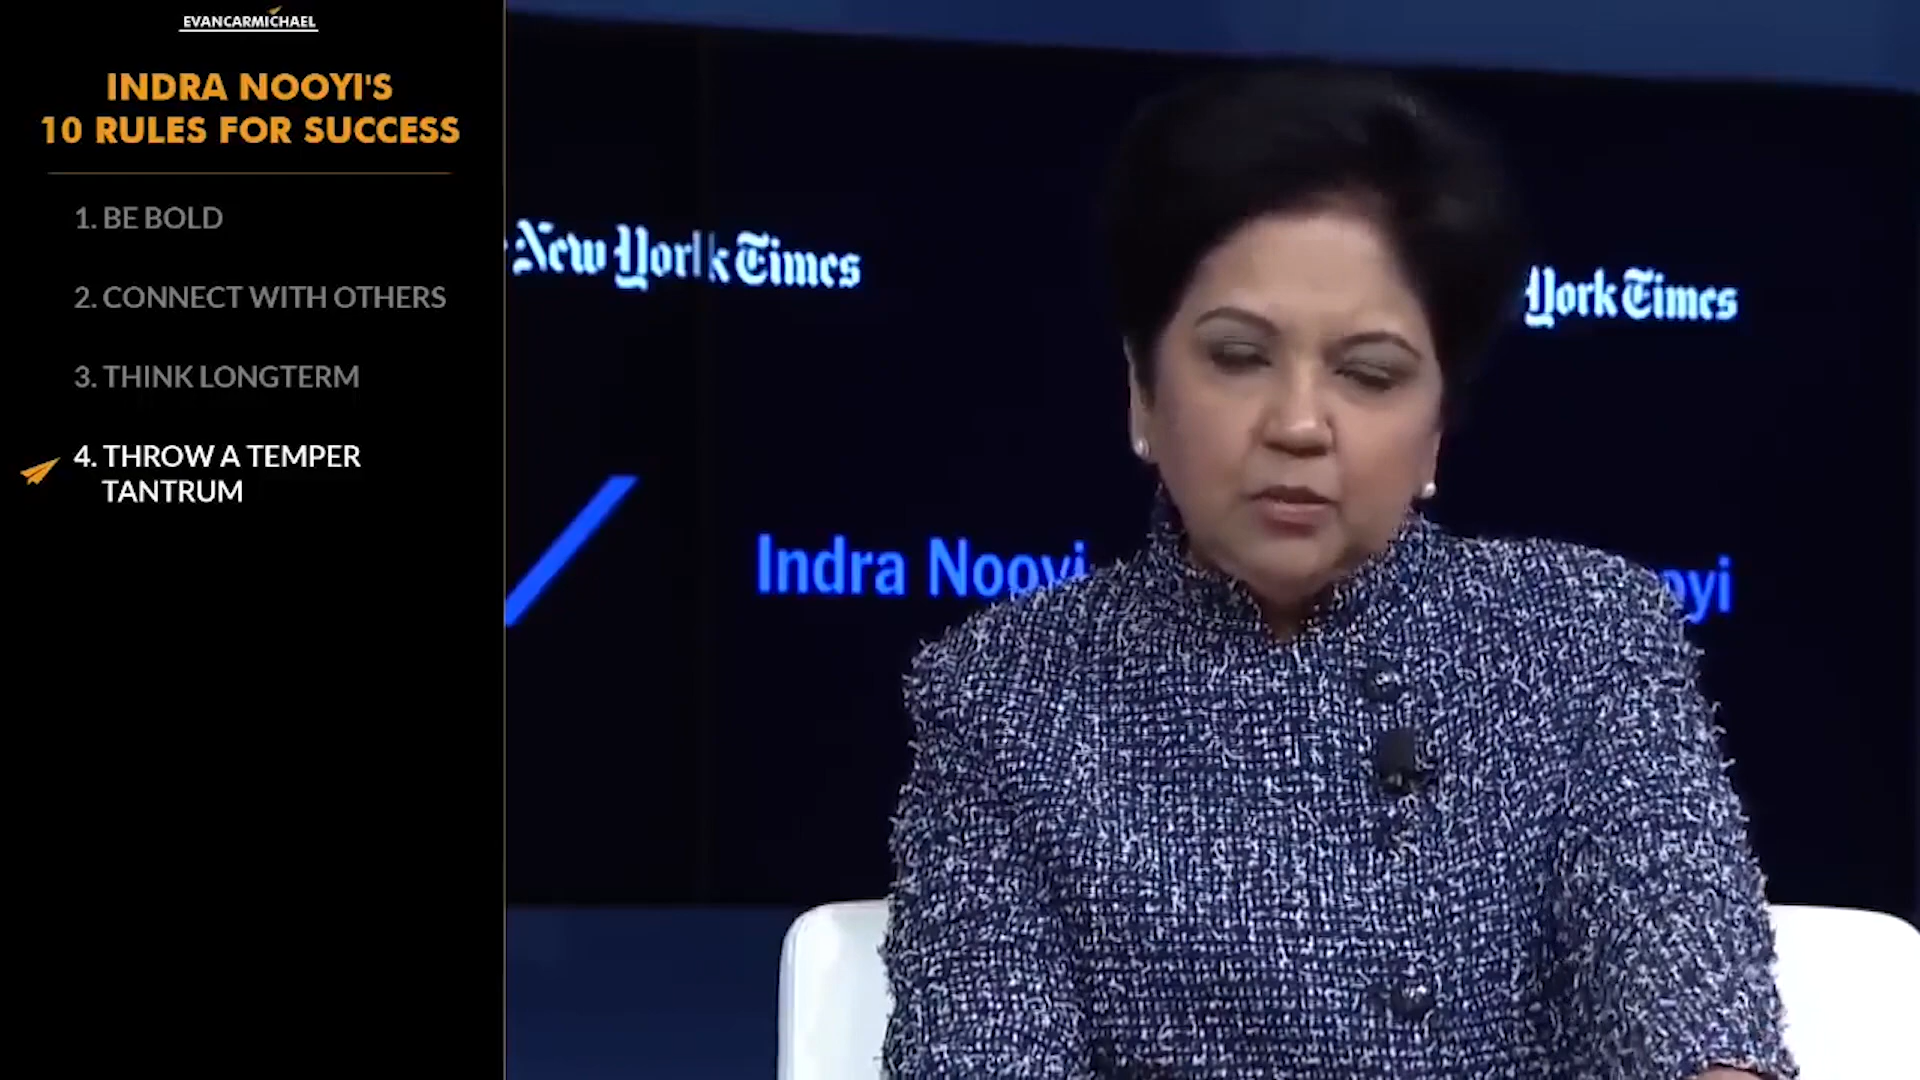 EVANCARMICHAEL
INDRA NOOYI'S
10 RULES FOR SUCCESS
1. BE BOLD
2. CONNECT WITH OTHERS
3. THINK LONGTERM
4. THROW A TEMPER
TANTRUM
New York Times
York Times
Indra Nooyi
ooyi